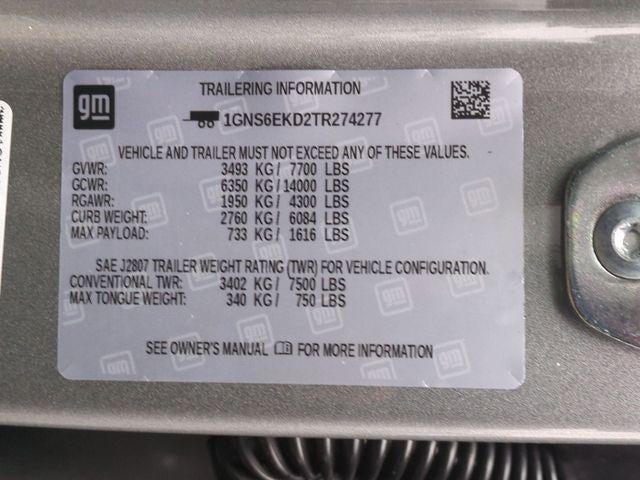 gm
TRAILERING INFORMATION
1GNS6EKD2TR274277
VEHICLE AND TRAILER MUST NOT EXCEED ANY OF THESE VALUES.
GVWR: 3493 KG/ 7700 LBS
GCWR: 6350 KG/ 14000 LBS
RGAWR: 1950 KG/ 4300 LBS
CURB WEIGHT: 2760 KG/ 6084 LBS
MAX PAYLOAD: 733 KG/ 1616 LBS
SAE J2807 TRAILER WEIGHT RATING (TWR) FOR VEHICLE CONFIGURATION.
CONVENTIONAL TWR: 3402 KG/ 7500 LBS
MAX TONGUE WEIGHT: 340 KG/ 750 LBS
SEE OWNER'S MANUAL FOR MORE INFORMATION